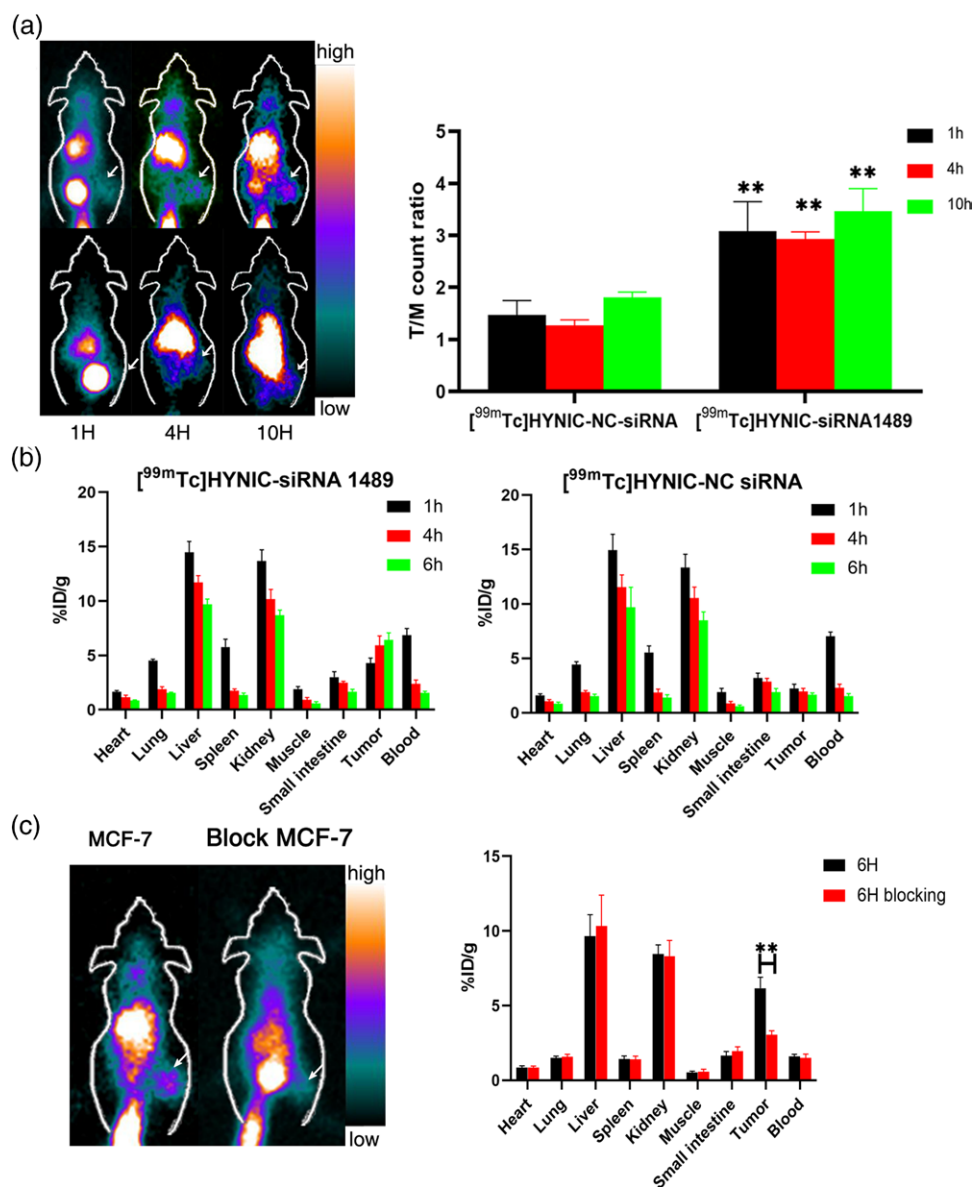 (a)
high
low
1H 4H 10H
5
4
3
2
1
0
T/M count ratio
1h
4h
10h
** ** **
[⁹⁹ᵐTc]HYNIC-NC-siRNA [⁹⁹ᵐTc]HYNIC-siRNA1489
(b)
[⁹⁹ᵐTc]HYNIC-siRNA 1489
20
15
10
5
0
%ID/g
1h
4h
6h
Heart Lung Liver Spleen Kidney Muscle Small intestine Tumor Blood
[⁹⁹ᵐTc]HYNIC-NC siRNA
20
15
10
5
0
%ID/g
1h
4h
6h
Heart Lung Liver Spleen Kidney Muscle Small intestine Tumor Blood
(c)
MCF-7 Block MCF-7
high
low
15
10
5
0
%ID/g
6H
6H blocking
**
Heart Lung Liver Spleen Kidney Muscle Small intestine Tumor Blood